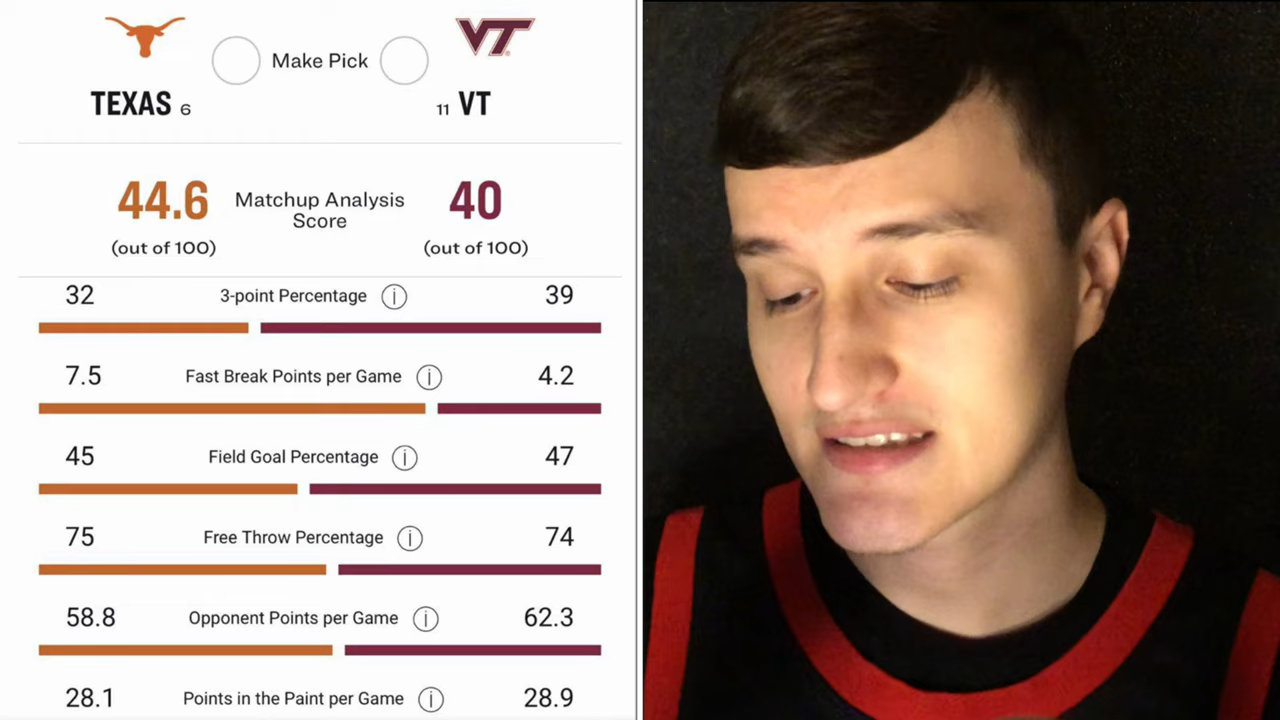 VT
Make Pick
TEXAS 6
11 VT
44.6
Matchup Analysis
Score
40
(out of 100)
(out of 100)
32
3-point Percentage
39
7.5
Fast Break Points per Game
4.2
45
Field Goal Percentage
47
75
Free Throw Percentage
74
58.8
Opponent Points per Game
62.3
28.1
Points in the Paint per Game
28.9